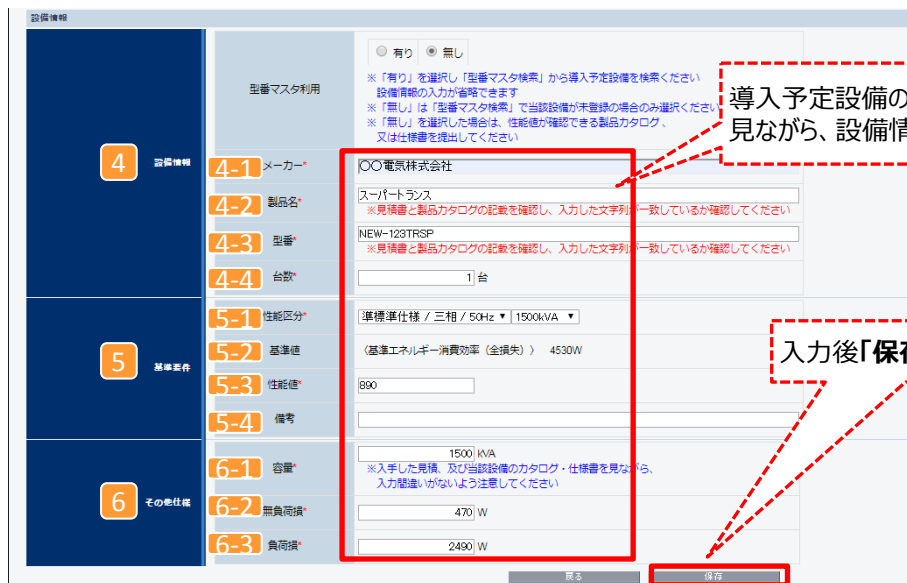 設備情報
型番マスタ利用
有り 無し
※「有り」を選択し「型番マスタ検索」から導入予定設備を検索ください
設備情報の入力が省略できます
※「無し」は「型番マスタ検索」で当該設備が未登録の場合のみ選択ください
※「無し」を選択した場合は、性能値が確認できる製品カタログ、
又は仕様書を提出してください
導入予定設備の
見ながら、設備情
4 設備情報
4-1 メーカー* 〇〇電気株式会社
4-2 製品名* スーパートランス
※見積書と製品カタログの記載を確認し、入力した文字列が一致しているか確認してください
4-3 型番* NEW-123TRSP
※見積書と製品カタログの記載を確認し、入力した文字列が一致しているか確認してください
4-4 台数* 1 台
5 基準要件
5-1 性能区分* 準標準仕様 / 三相 / 50Hz ▼ 1500kVA ▼
5-2 基準値 (基準エネルギー消費効率(全損失)) 4530W
入力後「保存
5-3 性能値* 890
5-4 備考
6 その他仕様
6-1 容量* 1500 kVA
※入手した見積、及び当該設備のカタログ・仕様書を見ながら、
入力間違いがないよう注意してください
6-2 無負荷損* 470 W
6-3 負荷損* 2490 W
戻る 保存